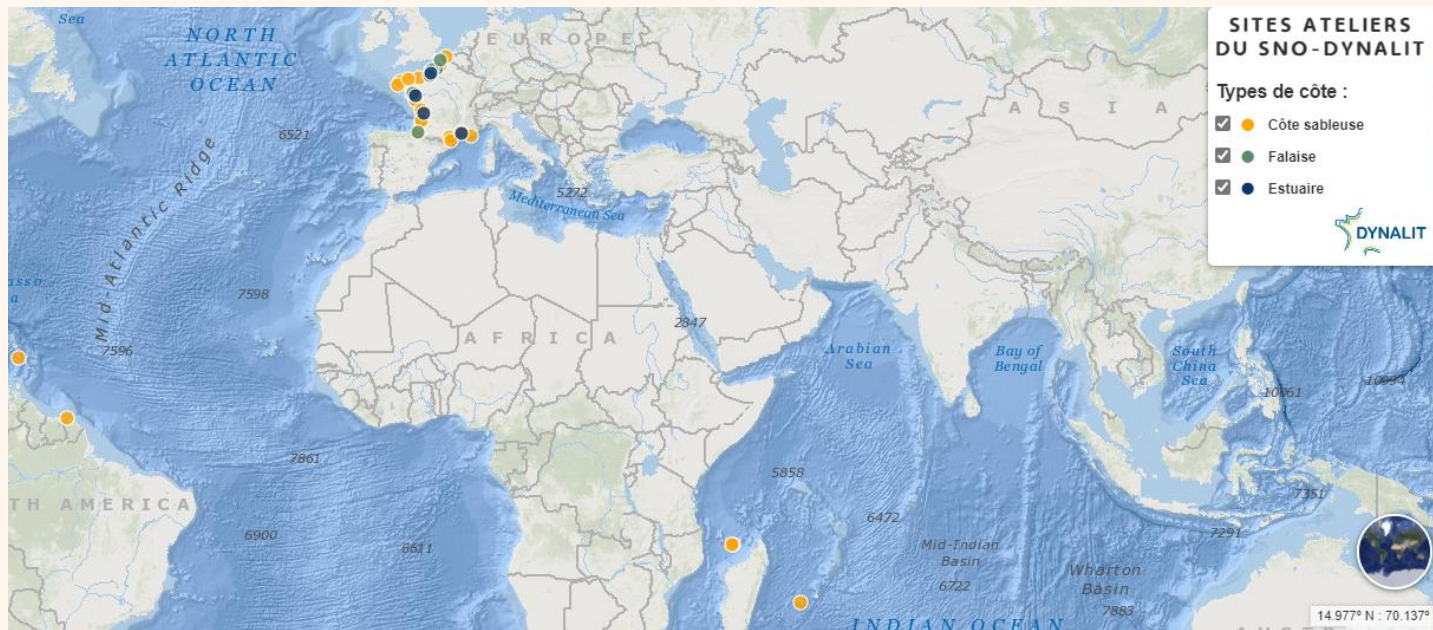 SITES ATELIERS
DU SNO-DYNALIT
Types de côte :
Côte sableuse
Falaise
Estuaire
DYNALIT
Sea
NORTH
ATLANTIC
OCEAN
EUROPE
ASIA
6521
Mid-Atlantic Ridge
5272
Mediterranean Sea
7598
7596
AFRICA
2847
Arabian
Sea
Bay of
Bengal
South
China
Sea
10061
10994
7861
5858
TH AMERICA
6900
6611
6472
Mid-Indian
Basin
6722
Wharton
Basin
7883
7351
7291
INDIAN OCEAN
14.977° N : 70.137°